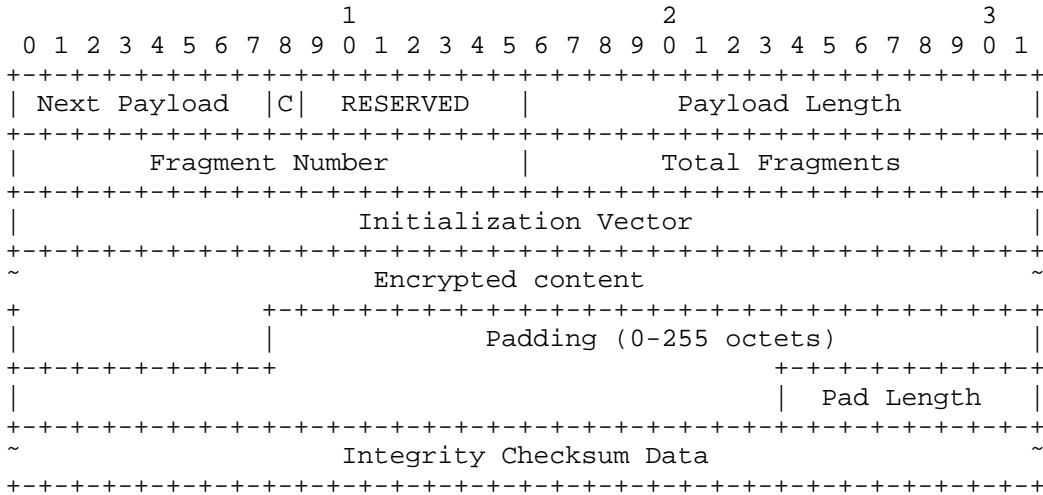 1                   2                   3
 0 1 2 3 4 5 6 7 8 9 0 1 2 3 4 5 6 7 8 9 0 1 2 3 4 5 6 7 8 9 0 1
+-+-+-+-+-+-+-+-+-+-+-+-+-+-+-+-+-+-+-+-+-+-+-+-+-+-+-+-+-+-+-+-+
| Next Payload  |C|  RESERVED   |         Payload Length        |
+-+-+-+-+-+-+-+-+-+-+-+-+-+-+-+-+-+-+-+-+-+-+-+-+-+-+-+-+-+-+-+-+
|        Fragment Number        |        Total Fragments        |
+-+-+-+-+-+-+-+-+-+-+-+-+-+-+-+-+-+-+-+-+-+-+-+-+-+-+-+-+-+-+-+-+
|                     Initialization Vector                     |
+-+-+-+-+-+-+-+-+-+-+-+-+-+-+-+-+-+-+-+-+-+-+-+-+-+-+-+-+-+-+-+-+
~                      Encrypted content                        ~
+               +-+-+-+-+-+-+-+-+-+-+-+-+-+-+-+-+-+-+-+-+-+-+-+-+
|               |             Padding (0-255 octets)            |
+-+-+-+-+-+-+-+-+                               +-+-+-+-+-+-+-+-+
|                                               |  Pad Length   |
+-+-+-+-+-+-+-+-+-+-+-+-+-+-+-+-+-+-+-+-+-+-+-+-+-+-+-+-+-+-+-+-+
~                    Integrity Checksum Data                    ~
+-+-+-+-+-+-+-+-+-+-+-+-+-+-+-+-+-+-+-+-+-+-+-+-+-+-+-+-+-+-+-+-+